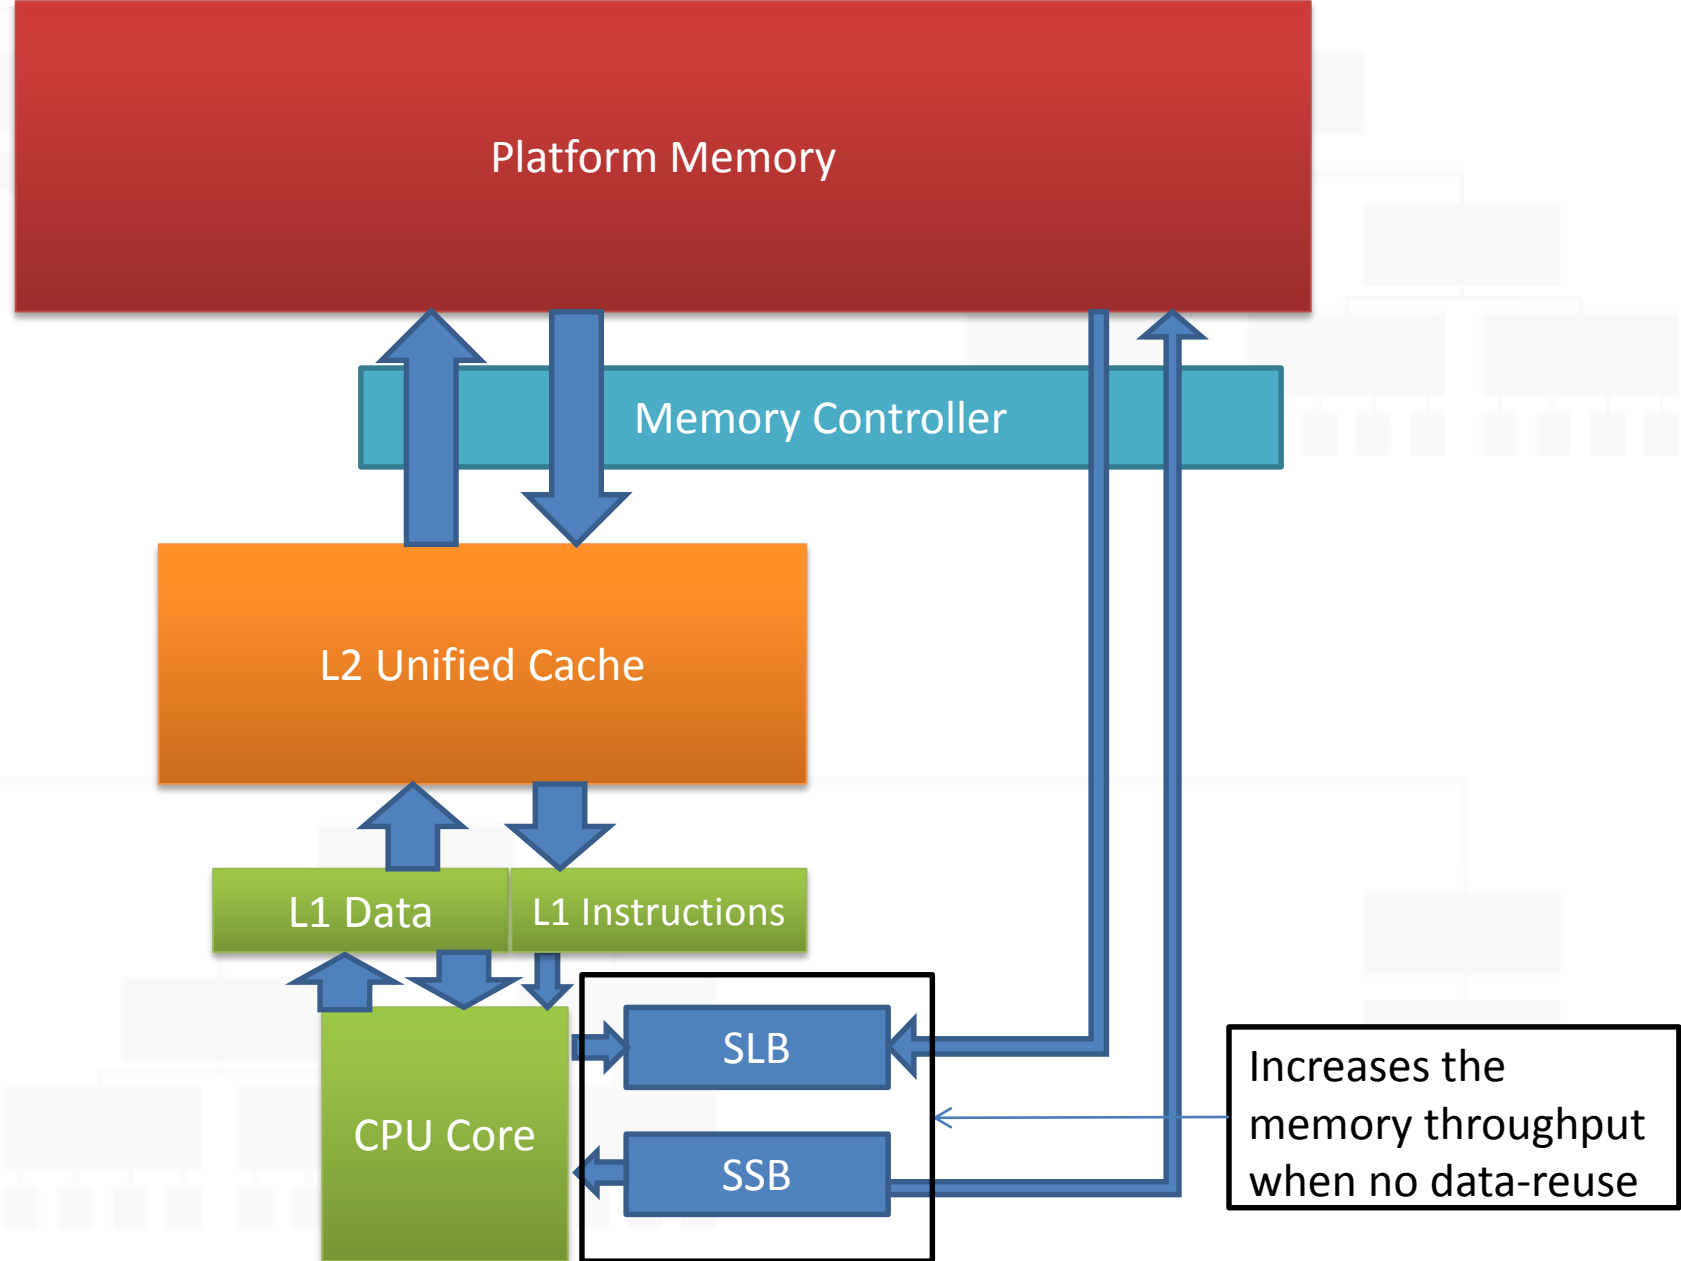 Platform Memory
Memory Controller
L2 Unified Cache
L1 Data
L1 Instructions
CPU Core
SLB
SSB
Increases the
memory throughput
when no data-reuse